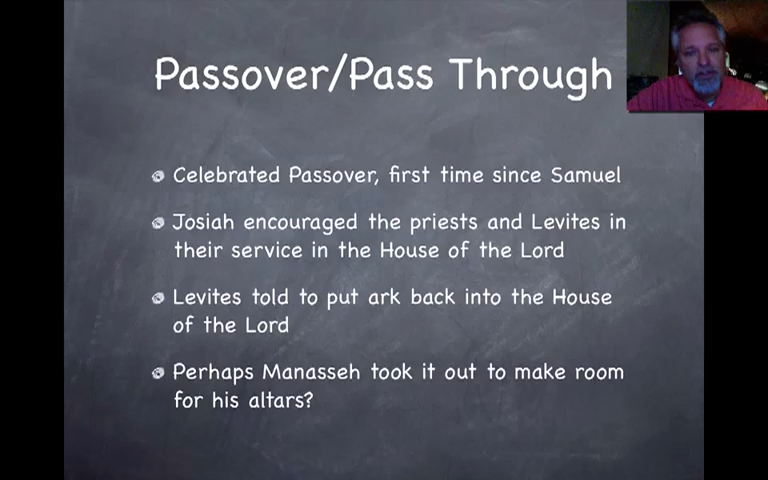 Passover/Pass Through
Celebrated Passover, first time since Samuel
Josiah encouraged the priests and Levites in
their service in the House of the Lord
Levites told to put ark back into the House
of the Lord
Perhaps Manasseh took it out to make room
for his altars?